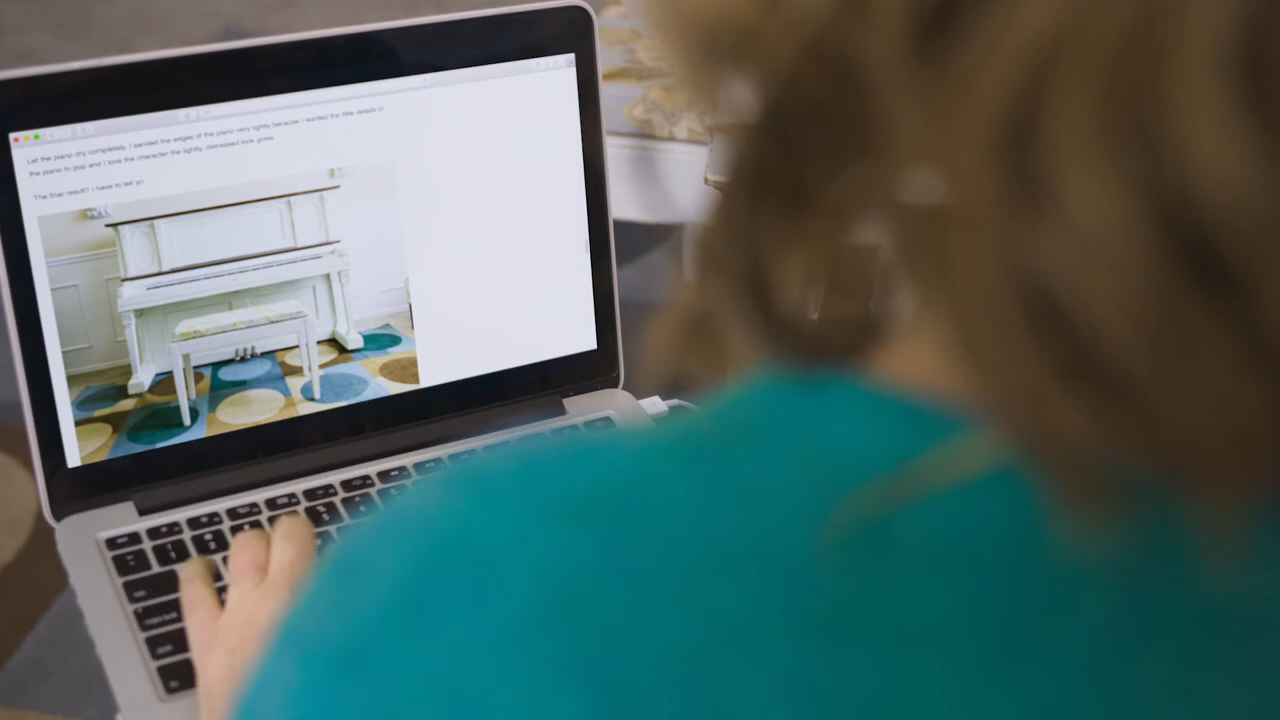 Let the piano dry completely. I sanded the edges of the piano very lightly because I wanted the little details of
the piano to pop and I love the character the lightly, distressed look gives.
The final result? I have to tell yo